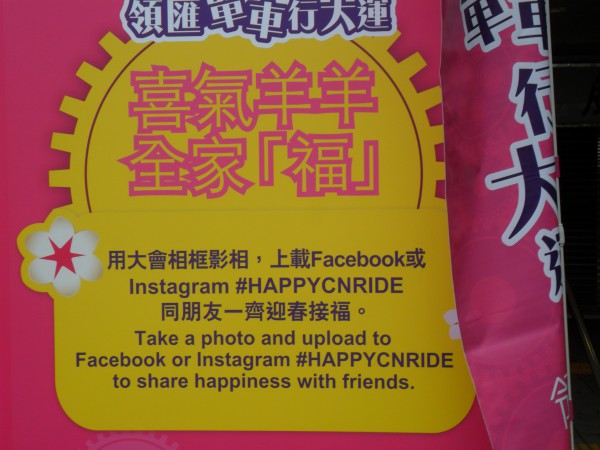 領匯單車行大運
喜氣羊羊
全家「福」
用大會相框影相，上載Facebook或
Instagram #HAPPYCNRIDE
同朋友一齊迎春接福。
Take a photo and upload to
Facebook or Instagram #HAPPYCNRIDE
to share happiness with friends.
行大運